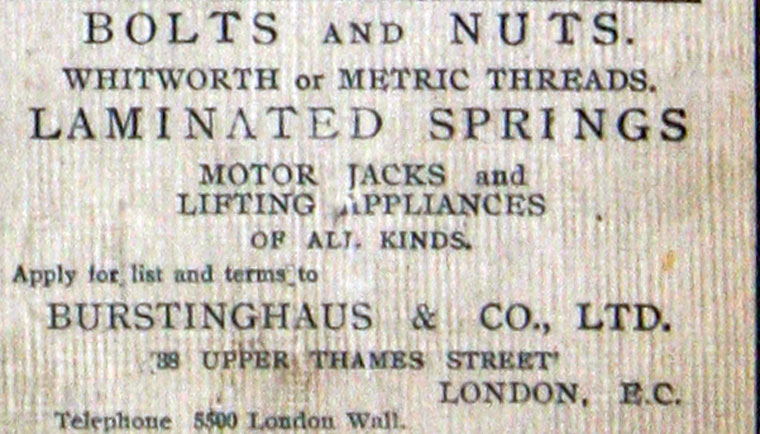 BOLTS AND NUTS.
WHITWORTH or METRIC THREADS.
LAMINATED SPRINGS
MOTOR JACKS and
LIFTING APPLIANCES
OF ALL KINDS.
Apply for list and terms to
BURSTINGHAUS & CO., LTD.
38 UPPER THAMES STREET
LONDON, E.C.
Telephone 5500 London Wall.